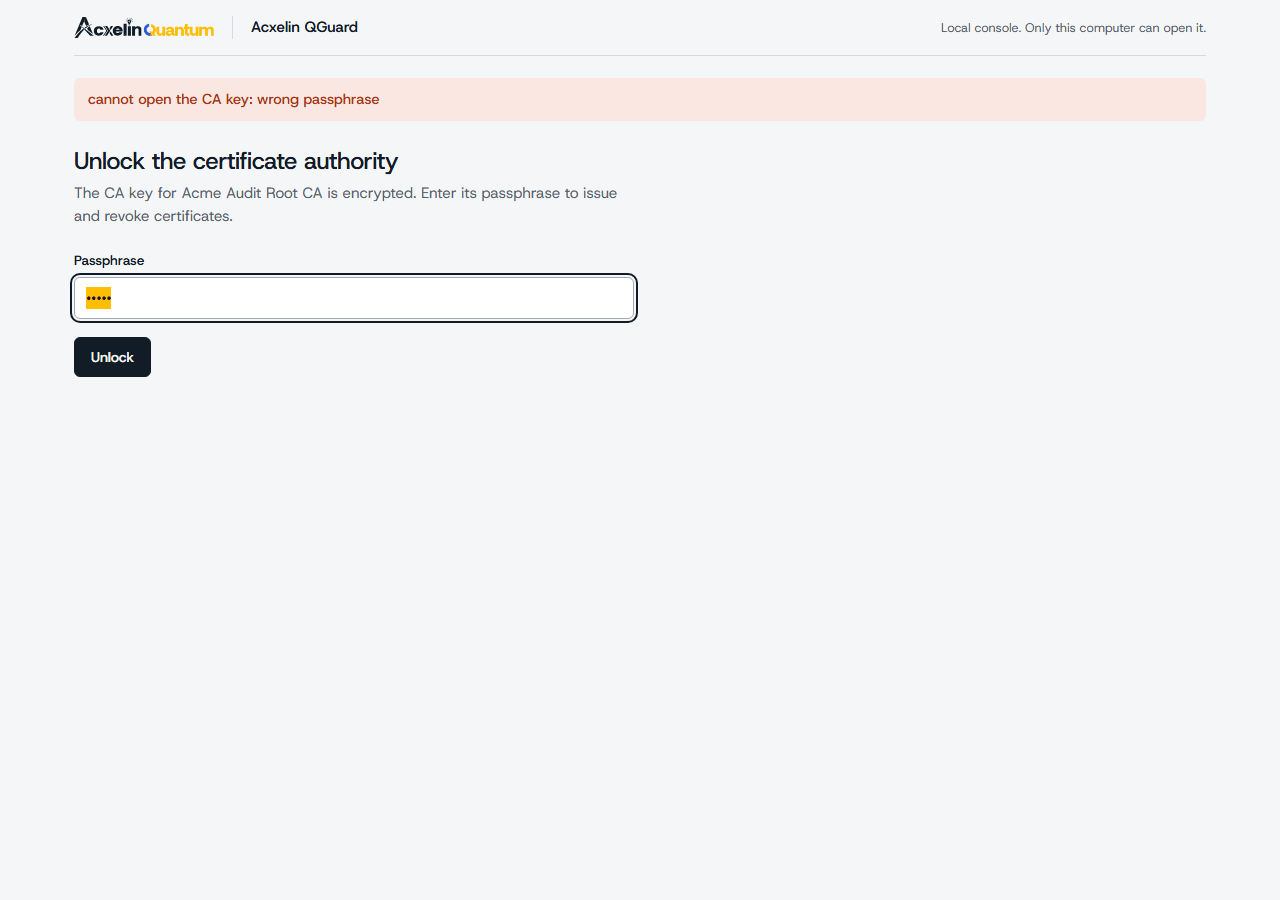 Acxelin Quantum
Acxelin QGuard
Local console. Only this computer can open it.
cannot open the CA key: wrong passphrase
Unlock the certificate authority
The CA key for Acme Audit Root CA is encrypted. Enter its passphrase to issue
and revoke certificates.
Passphrase
•••••
Unlock